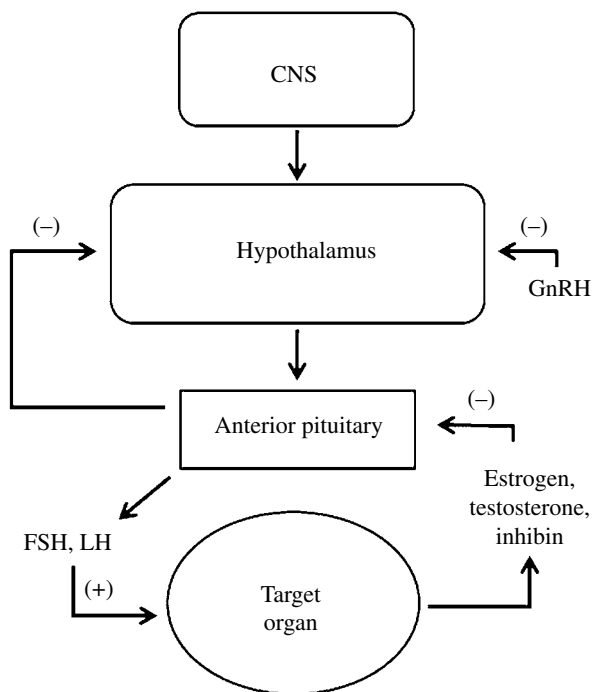 CNS
(–)
Hypothalamus
(–)
GnRH
Anterior pituitary
(–)
Estrogen,
testosterone,
inhibin
FSH, LH
(+)
Target
organ